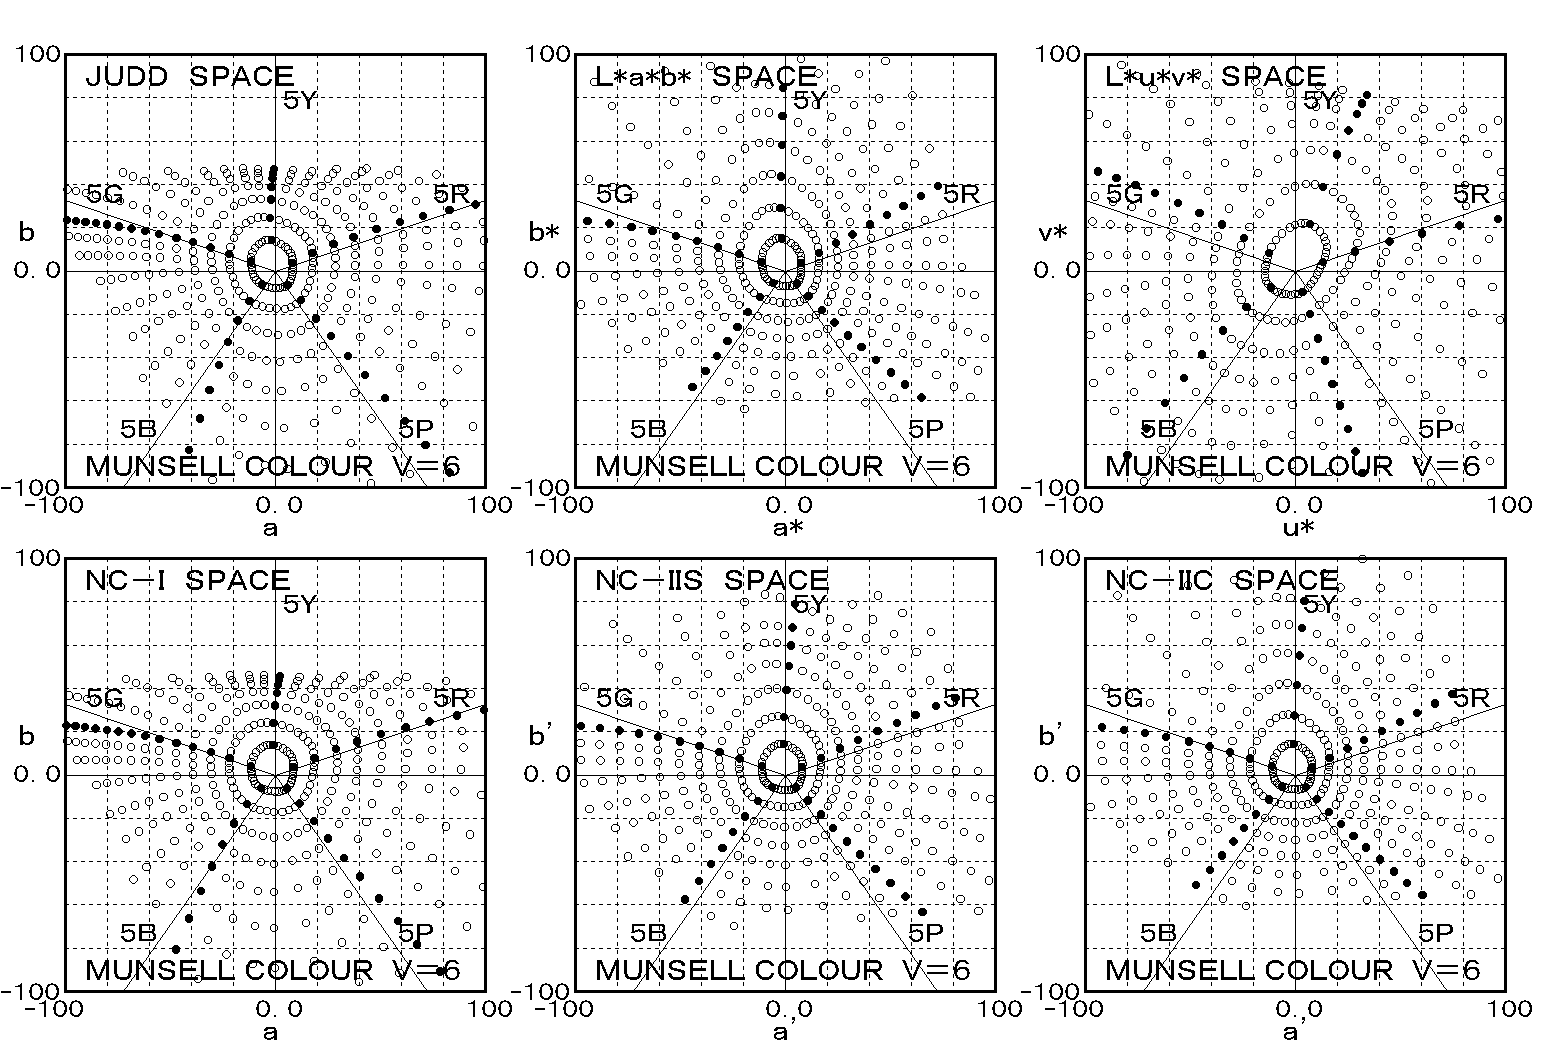 100
JUDD SPACE
5Y
5G
5R
b
0.0
5B
5P
MUNSELL COLOUR V=6
-100
-100
0.0
100
a
100
L*a*b* SPACE
5Y
5G
5R
b*
0.0
5B
5P
MUNSELL COLOUR V=6
-100
-100
0.0
100
a*
100
L*u*v* SPACE
5Y
5G
5R
v*
0.0
5B
5P
MUNSELL COLOUR V=6
-100
-100
0.0
100
u*
100
NC-I SPACE
5Y
5G
5R
b
0.0
5B
5P
MUNSELL COLOUR V=6
-100
-100
0.0
100
a
100
NC-IIS SPACE
5Y
5G
5R
b'
0.0
5B
5P
MUNSELL COLOUR V=6
-100
-100
0.0
100
a'
100
NC-IIC SPACE
5Y
5G
5R
b'
0.0
5B
5P
MUNSELL COLOUR V=6
-100
-100
0.0
100
a'